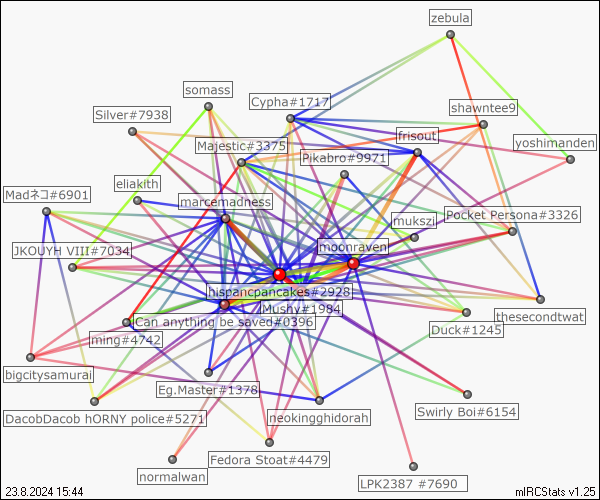 zebula
somass
Cypha#1717
shawntee9
Silver#7938
Majestic#3375
frisout
yoshimanden
Pikabro#9971
eliakith
Madネコ#6901
marcemadness
mukszi
Pocket Persona#3326
JKOUYH VIII#7034
moonraven
hispancpancakes#2928
Mushy#1984
thesecondtwat
Can anything be saved#0396
Duck#1245
ming#4742
bigcitysamurai
Eg.Master#1378
DacobDacob hORNY police#5271
neokingghidorah
Swirly Boi#6154
Fedora Stoat#4479
normalwan
LPK2387 #7690
23.8.2024 15:44
mIRCStats v1.25